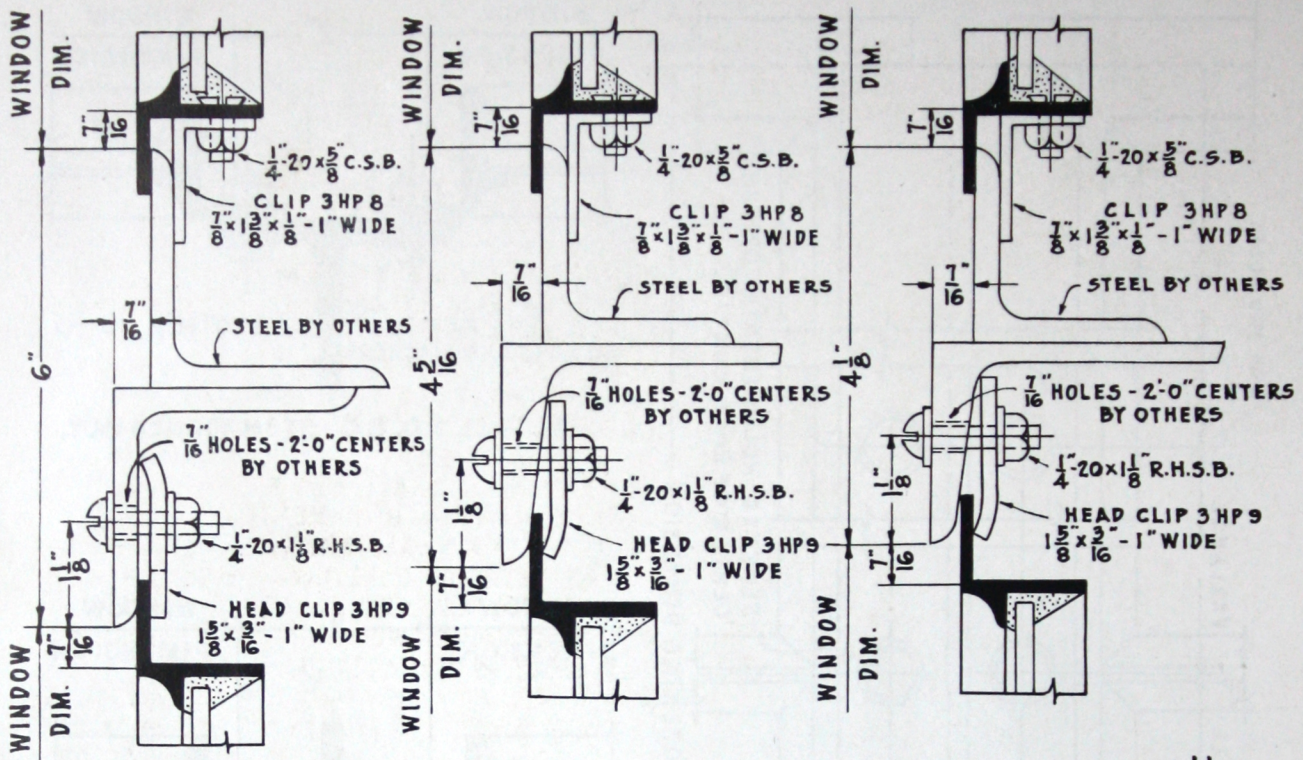 WINDOW
DIM.
7"
16
1/4"-20×5/8" C.S.B.
CLIP 3HP8
7/8"×1 3/8"×1/8"-1" WIDE
7"
16
STEEL BY OTHERS
6"
7/16" HOLES-2'-0" CENTERS
BY OTHERS
1/4"-20×1 1/8" R.H.S.B.
1 1/8"
HEAD CLIP 3HP9
1 5/8"×3/16"-1" WIDE
7"
16
WINDOW
DIM.
WINDOW
DIM.
7"
16
1/4"-20×5/8" C.S.B.
CLIP 3HP8
7/8"×1 3/8"×1/8"-1" WIDE
7"
16
STEEL BY OTHERS
4 5/16"
7/16" HOLES-2'-0" CENTERS
BY OTHERS
1/4"-20×1 1/8" R.H.S.B.
1 1/8"
HEAD CLIP 3HP9
1 5/8"×3/16"-1" WIDE
7"
16
WINDOW
DIM.
WINDOW
DIM.
7"
16
1/4"-20×5/8" C.S.B.
CLIP 3HP8
7/8"×1 3/8"×1/8"-1" WIDE
7"
16
STEEL BY OTHERS
4 1/8"
7/16" HOLES-2'-0" CENTERS
BY OTHERS
1/4"-20×1 1/8" R.H.S.B.
1 1/8"
HEAD CLIP 3HP9
1 5/8"×3/16"-1" WIDE
7"
16
WINDOW
DIM.